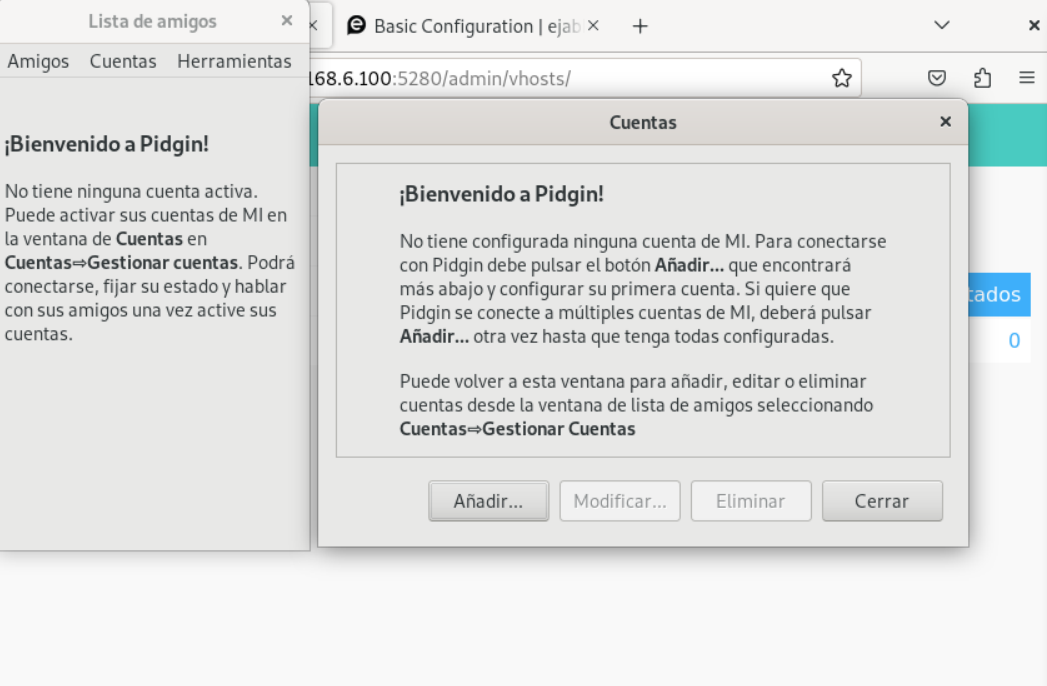 Lista de amigos
Basic Configuration | ejab
Amigos Cuentas Herramientas
168.6.100:5280/admin/vhosts/
¡Bienvenido a Pidgin!
No tiene ninguna cuenta activa.
Puede activar sus cuentas de MI en
la ventana de Cuentas en
Cuentas⇨Gestionar cuentas. Podrá
conectarse, fijar su estado y hablar
con sus amigos una vez active sus
cuentas.
Cuentas
¡Bienvenido a Pidgin!
No tiene configurada ninguna cuenta de MI. Para conectarse
con Pidgin debe pulsar el botón Añadir... que encontrará
más abajo y configurar su primera cuenta. Si quiere que
Pidgin se conecte a múltiples cuentas de MI, deberá pulsar
Añadir... otra vez hasta que tenga todas configuradas.
Puede volver a esta ventana para añadir, editar o eliminar
cuentas desde la ventana de lista de amigos seleccionando
Cuentas⇨Gestionar Cuentas
Añadir... Modificar... Eliminar Cerrar
tados
0